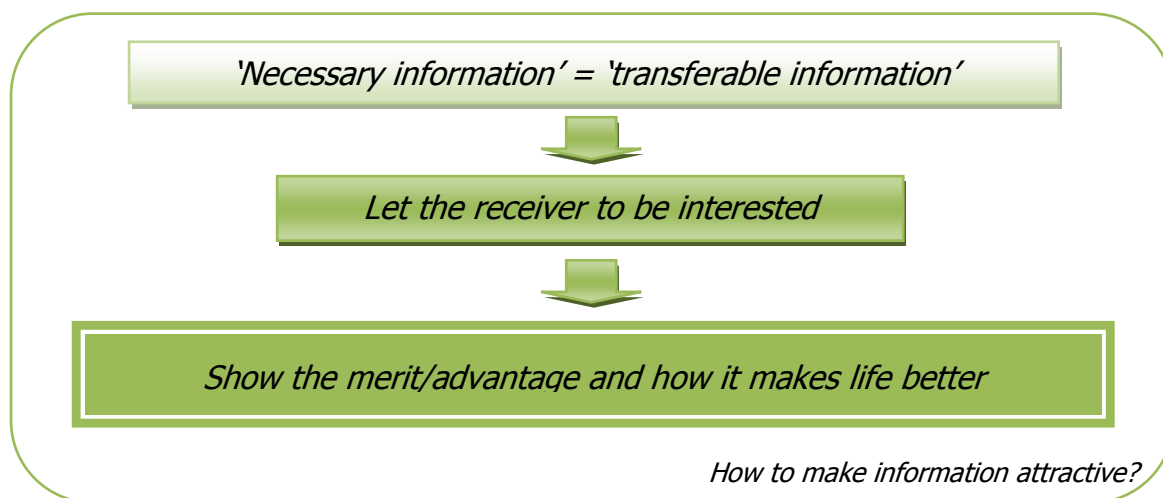 ‘Necessary information’ = ‘transferable information’
Let the receiver to be interested
Show the merit/advantage and how it makes life better
How to make information attractive?